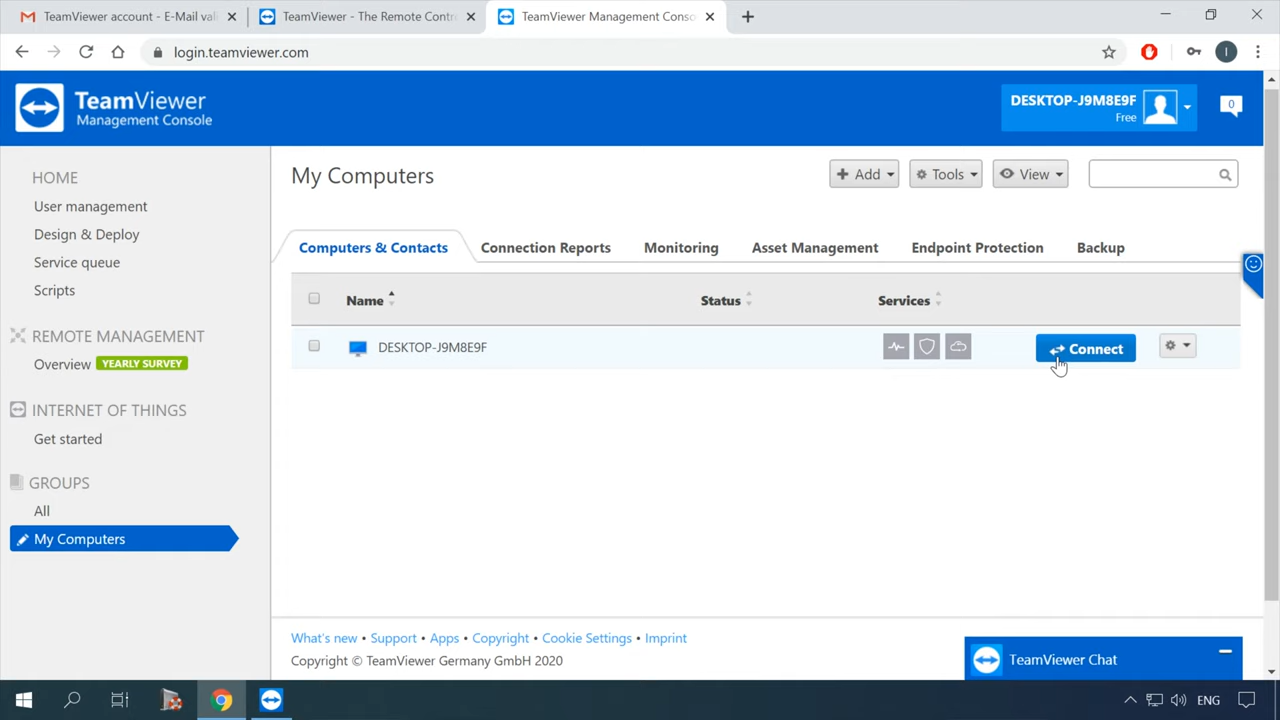 TeamViewer account - E-Mail vali
TeamViewer - The Remote Contr
TeamViewer Management Conso
login.teamviewer.com
I
TeamViewer
Management Console
DESKTOP-J9M8E9F
Free
0
HOME
User management
Design & Deploy
Service queue
Scripts
REMOTE MANAGEMENT
Overview YEARLY SURVEY
INTERNET OF THINGS
Get started
GROUPS
All
My Computers
My Computers
Add
Tools
View
Computers & Contacts
Connection Reports
Monitoring
Asset Management
Endpoint Protection
Backup
Name
Status
Services
DESKTOP-J9M8E9F
Connect
What's new • Support • Apps • Copyright • Cookie Settings • Imprint
Copyright © TeamViewer Germany GmbH 2020
TeamViewer Chat
ENG